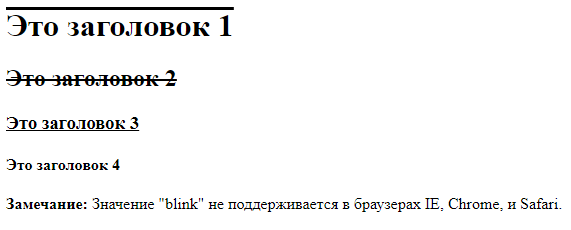 Это заголовок 1
Это заголовок 2
Это заголовок 3
Это заголовок 4
Замечание: Значение "blink" не поддерживается в браузерах IE, Chrome, и Safari.